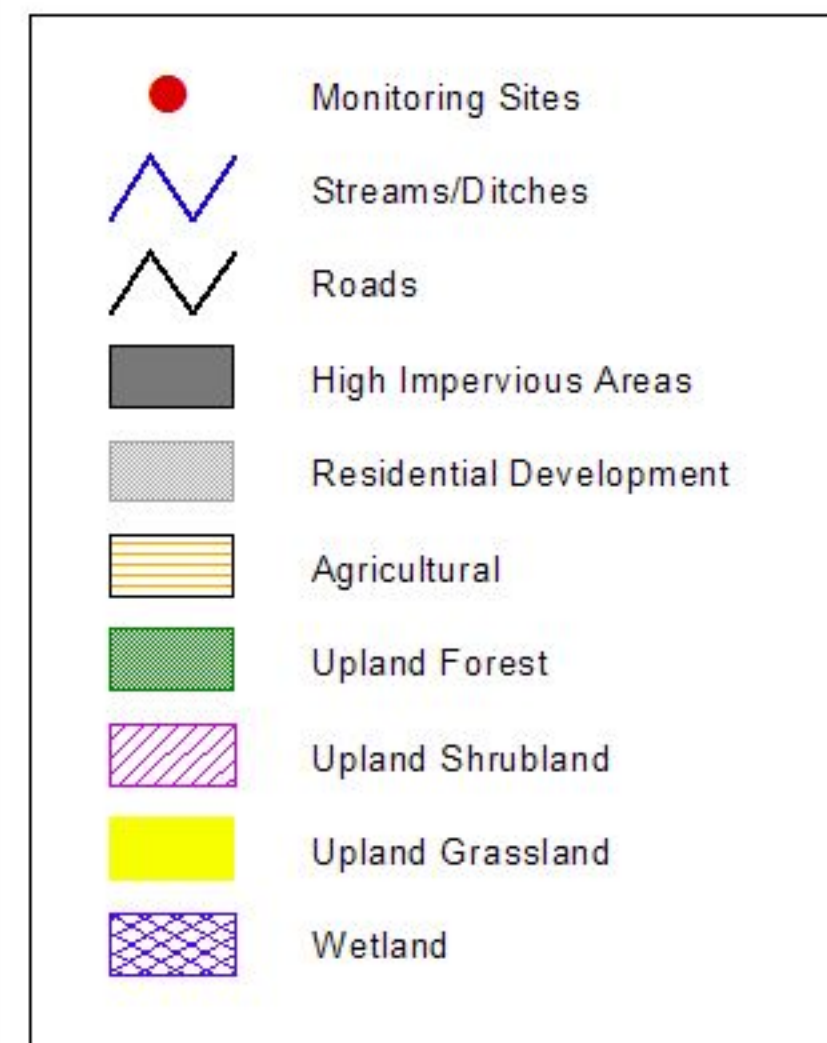 Monitoring Sites
Streams/Ditches
Roads
High Impervious Areas
Residential Development
Agricultural
Upland Forest
Upland Shrubland
Upland Grassland
Wetland